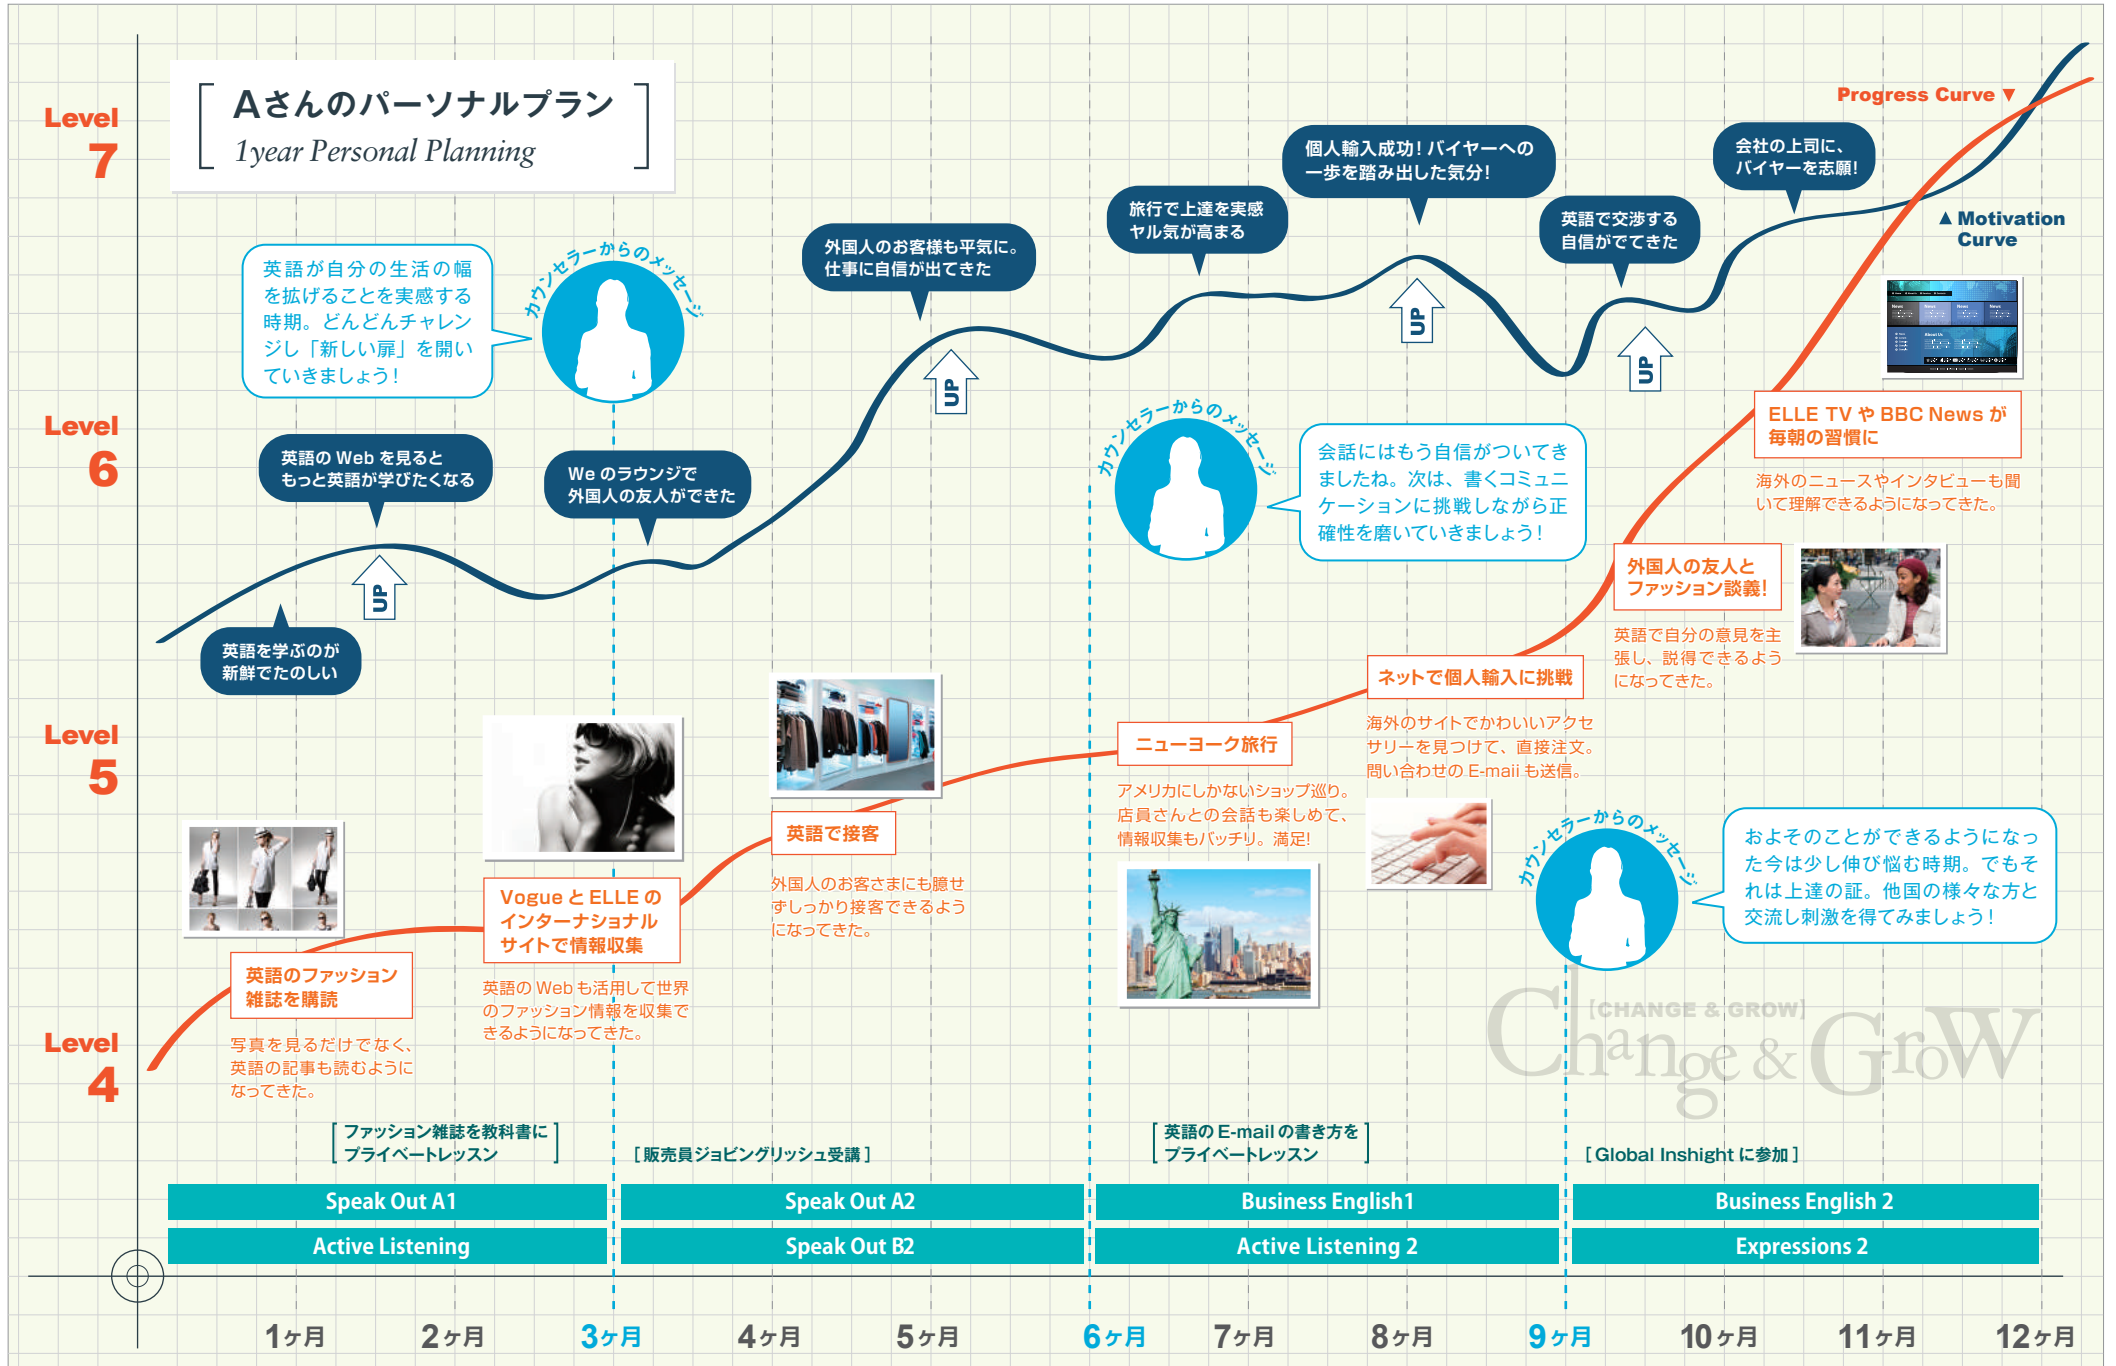 Aさんのパーソナルプラン
1year Personal Planning
Level
7
Level
6
Level
5
Level
4
Progress Curve ▼
▲ Motivation
Curve
英語を学ぶのが
新鮮でたのしい
英語の Web を見ると
もっと英語が学びたくなる
We のラウンジで
外国人の友人ができた
外国人のお客様も平気に。
仕事に自信が出てきた
旅行で上達を実感
ヤル気が高まる
個人輸入成功！バイヤーへの
一歩を踏み出した気分！
英語で交渉する
自信がでてきた
会社の上司に、
バイヤーを志願！
UP
UP
UP
UP
カウンセラーからのメッセージ
英語が自分の生活の幅
を拡げることを実感する
時期。どんどんチャレン
ジし「新しい扉」を開い
ていきましょう！
カウンセラーからのメッセージ
会話にはもう自信がついてき
ましたね。次は、書くコミュニ
ケーションに挑戦しながら正
確性を磨いていきましょう！
カウンセラーからのメッセージ
およそのことができるようになっ
た今は少し伸び悩む時期。でもそ
れは上達の証。他国の様々な方と
交流し刺激を得てみましょう！
英語のファッション
雑誌を購読
写真を見るだけでなく、
英語の記事も読むように
なってきた。
Vogue と ELLE の
インターナショナル
サイトで情報収集
英語の Web も活用して世界
のファッション情報を収集で
きるようになってきた。
英語で接客
外国人のお客さまにも臆せ
ずしっかり接客できるよう
になってきた。
ニューヨーク旅行
アメリカにしかないショップ巡り。
店員さんとの会話も楽しめて、
情報収集もバッチリ。満足！
ネットで個人輸入に挑戦
海外のサイトでかわいいアクセ
サリーを見つけて、直接注文。
問い合わせの E-maii も送信。
外国人の友人と
ファッション談義！
英語で自分の意見を主
張し、説得できるよう
になってきた。
ELLE TV や BBC News が
毎朝の習慣に
海外のニュースやインタビューも聞
いて理解できるようになってきた。
News News News News
About Us
[CHANGE & GROW]
Change & GroW
[ファッション雑誌を教科書に
プライベートレッスン]
[販売員ジョビングリッシュ受講]
[英語の E-mail の書き方を
プライベートレッスン]
[Global Inshight に参加]
Speak Out A1
Speak Out A2
Business English1
Business English 2
Active Listening
Speak Out B2
Active Listening 2
Expressions 2
1ヶ月 2ヶ月 3ヶ月 4ヶ月 5ヶ月 6ヶ月 7ヶ月 8ヶ月 9ヶ月 10ヶ月 11ヶ月 12ヶ月